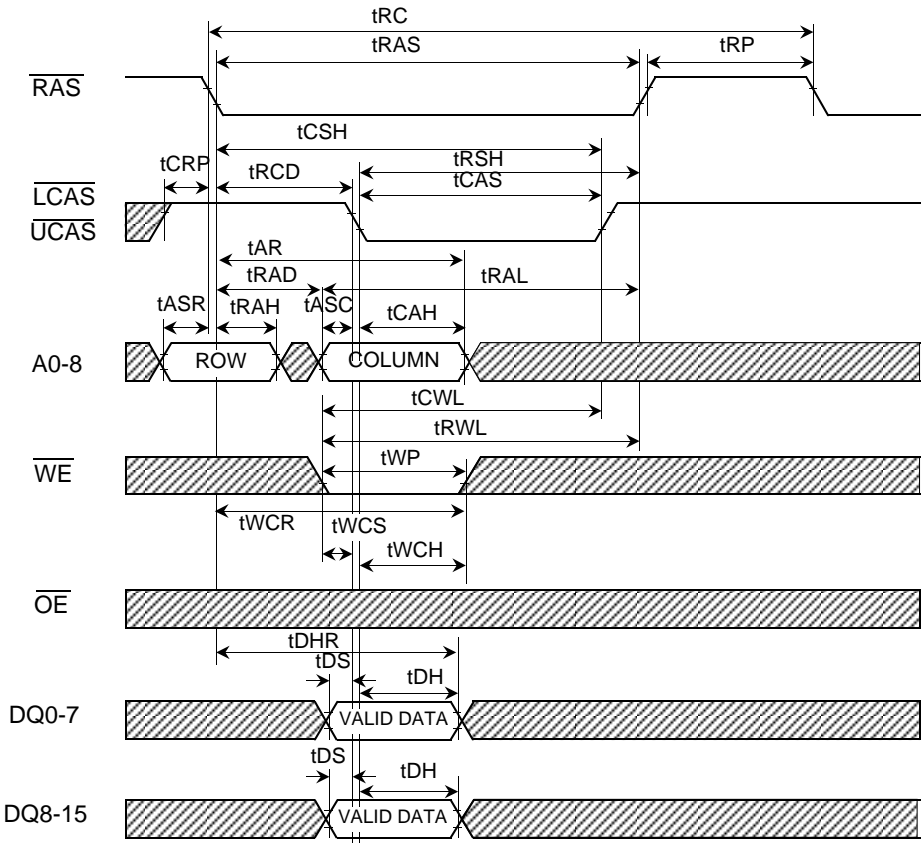 tRC
tRAS
tRP
RAS
tCSH
tCRP
tRCD
tRSH
tCAS
LCAS
UCAS
tAR
tRAD
tRAL
tASR
tRAH
tASC
tCAH
A0-8
ROW
COLUMN
tCWL
tRWL
WE
tWP
tWCR
tWCS
tWCH
OE
tDHR
tDS
tDH
DQ0-7
VALID DATA
tDS
tDH
DQ8-15
VALID DATA